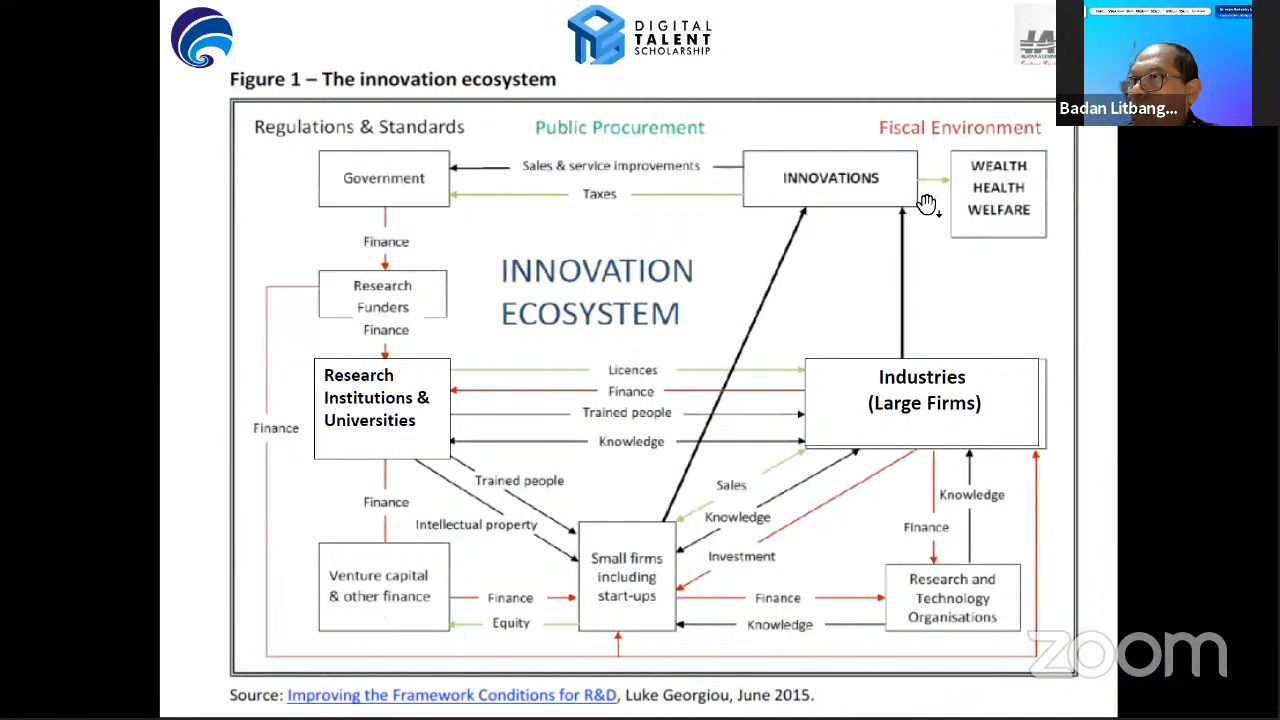 DIGITAL
TALENT
SCHOLARSHIP
Badan Litbang...
Figure 1 – The innovation ecosystem
Regulations & Standards
Public Procurement
Fiscal Environment
Government
Sales & service improvements
Taxes
INNOVATIONS
WEALTH
HEALTH
WELFARE
Finance
Research
Funders
Finance
INNOVATION
ECOSYSTEM
Research
Institutions &
Universities
Licences
Finance
Trained people
Knowledge
Industries
(Large Firms)
Finance
Finance
Trained people
Intellectual property
Sales
Knowledge
Investment
Knowledge
Finance
Venture capital
& other finance
Finance
Equity
Small firms
including
start-ups
Finance
Knowledge
Research and
Technology
Organisations
zoom
Source: Improving the Framework Conditions for R&D, Luke Georgiou, June 2015.